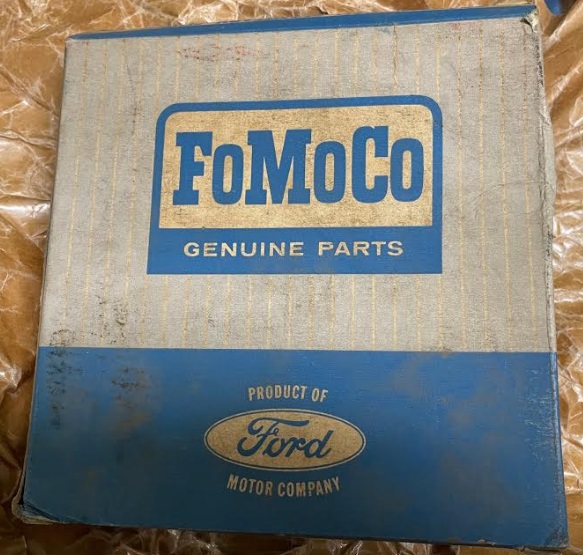 FoMoCo
GENUINE PARTS
PRODUCT OF
Ford
MOTOR COMPANY